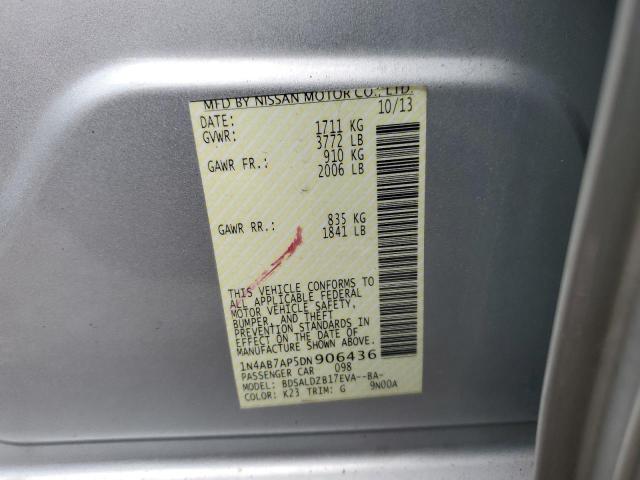 MFD BY NISSAN MOTOR CO., LTD.
DATE: 10/13
GVWR: 1711 KG
3772 LB
GAWR FR.: 910 KG
2006 LB
GAWR RR.: 835 KG
1841 LB
THIS VEHICLE CONFORMS TO
ALL APPLICABLE FEDERAL
MOTOR VEHICLE SAFETY,
BUMPER, AND THEFT
PREVENTION STANDARDS IN
EFFECT ON THE DATE OF
MANUFACTURE SHOWN ABOVE.
1N4AB7AP5DN906436
PASSENGER CAR 098
MODEL: BDSALDZB17EVA--BA-
COLOR: K23 TRIM: G 9N00A